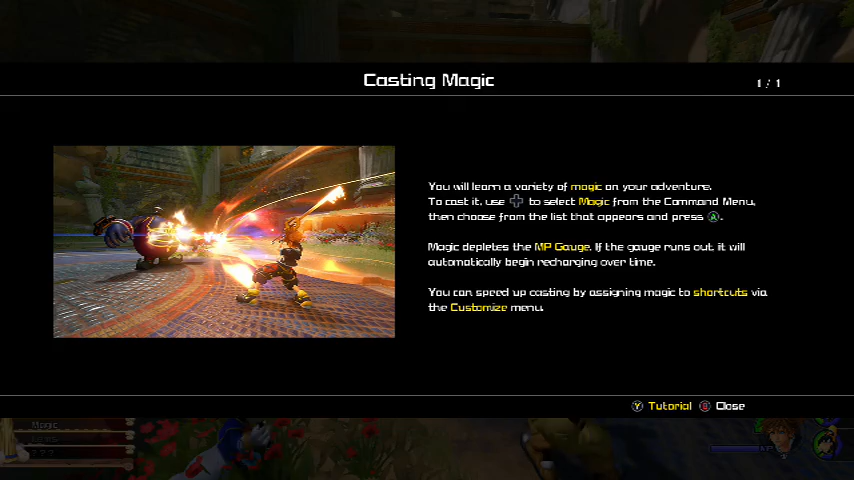 Casting Magic
1 / 1
You will learn a variety of magic on your adventure.
To cast it, use to select Magic from the Command Menu,
then choose from the list that appears and press A.
Magic depletes the MP Gauge. If the gauge runs out, it will
automatically begin recharging over time.
You can speed up casting by assigning magic to shortcuts via
the Customize menu.
Y Tutorial B Close
Magic
Items
? ? ?
MP